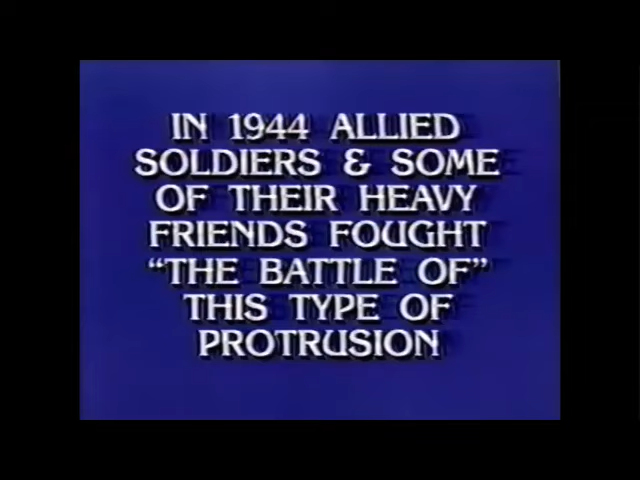 IN 1944 ALLIED
SOLDIERS & SOME
OF THEIR HEAVY
FRIENDS FOUGHT
“THE BATTLE OF”
THIS TYPE OF
PROTRUSION